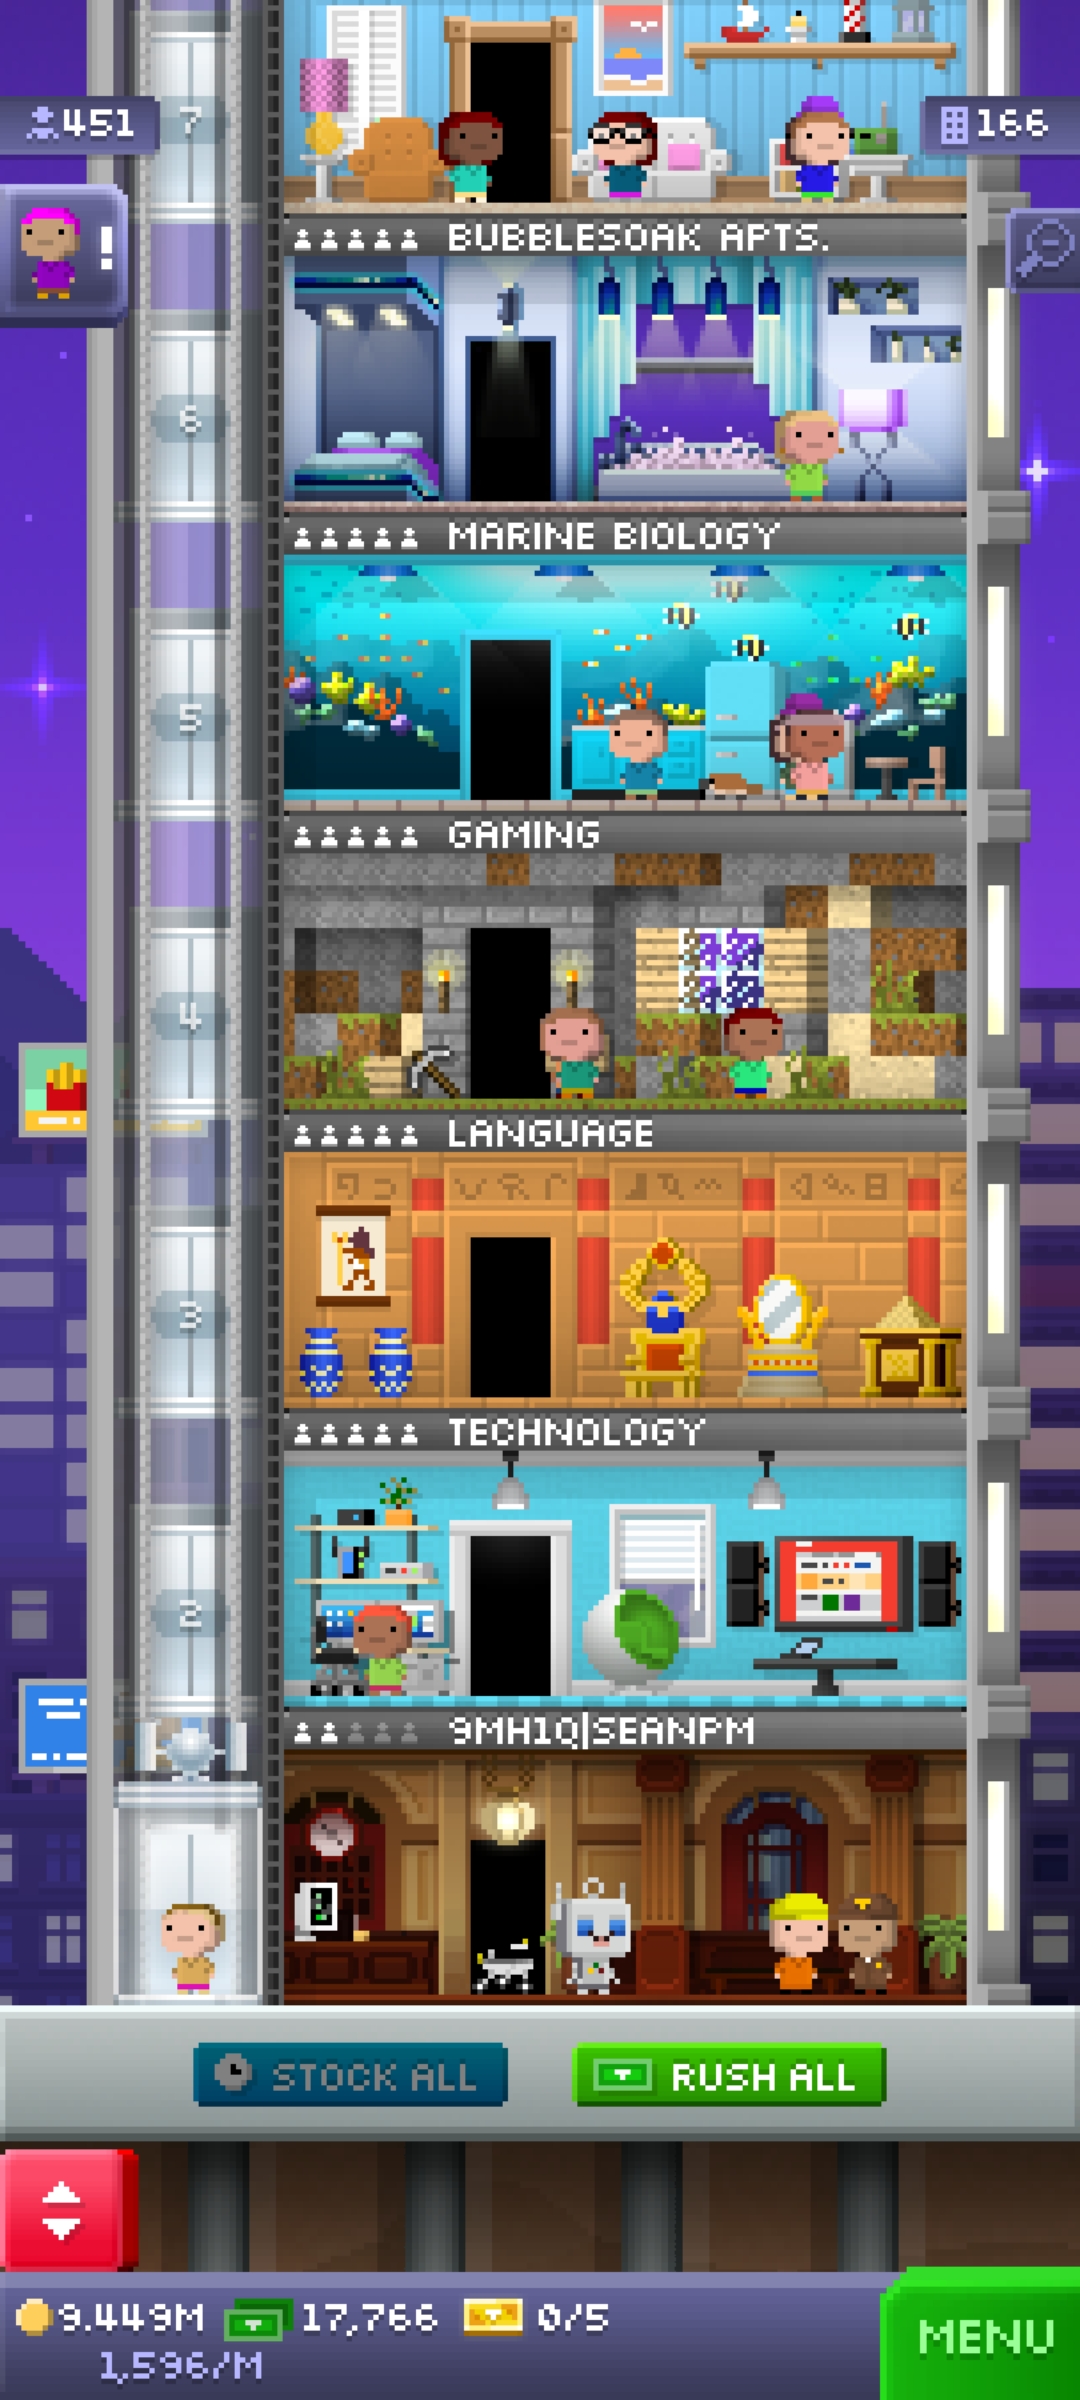 7
451
166
!
BUBBLESOAK APTS.
6
MARINE BIOLOGY
5
GAMING
4
LANGUAGE
3
TECHNOLOGY
2
9MH1Q|SEANPM
STOCK ALL
RUSH ALL
9.449M
17,766
0/5
1,596/M
MENU